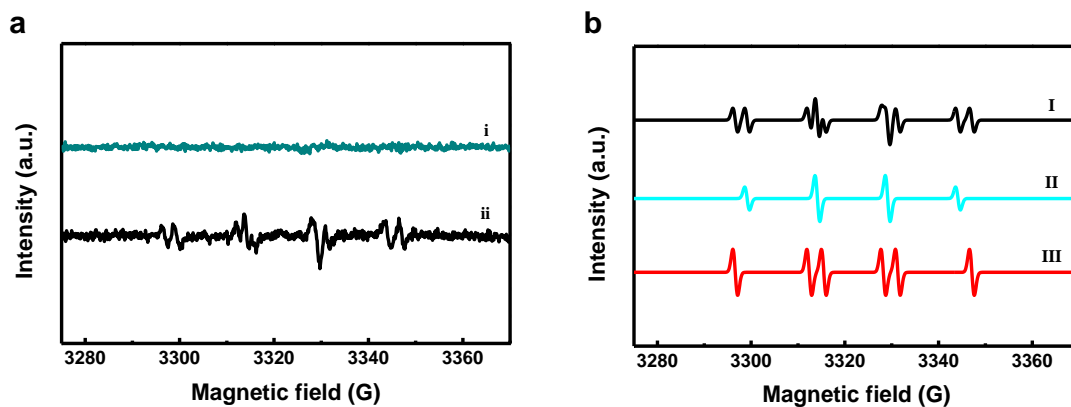 a
i
ii
Intensity (a.u.)
3280 3300 3320 3340 3360
Magnetic field (G)
b
I
II
III
Intensity (a.u.)
3280 3300 3320 3340 3360
Magnetic field (G)